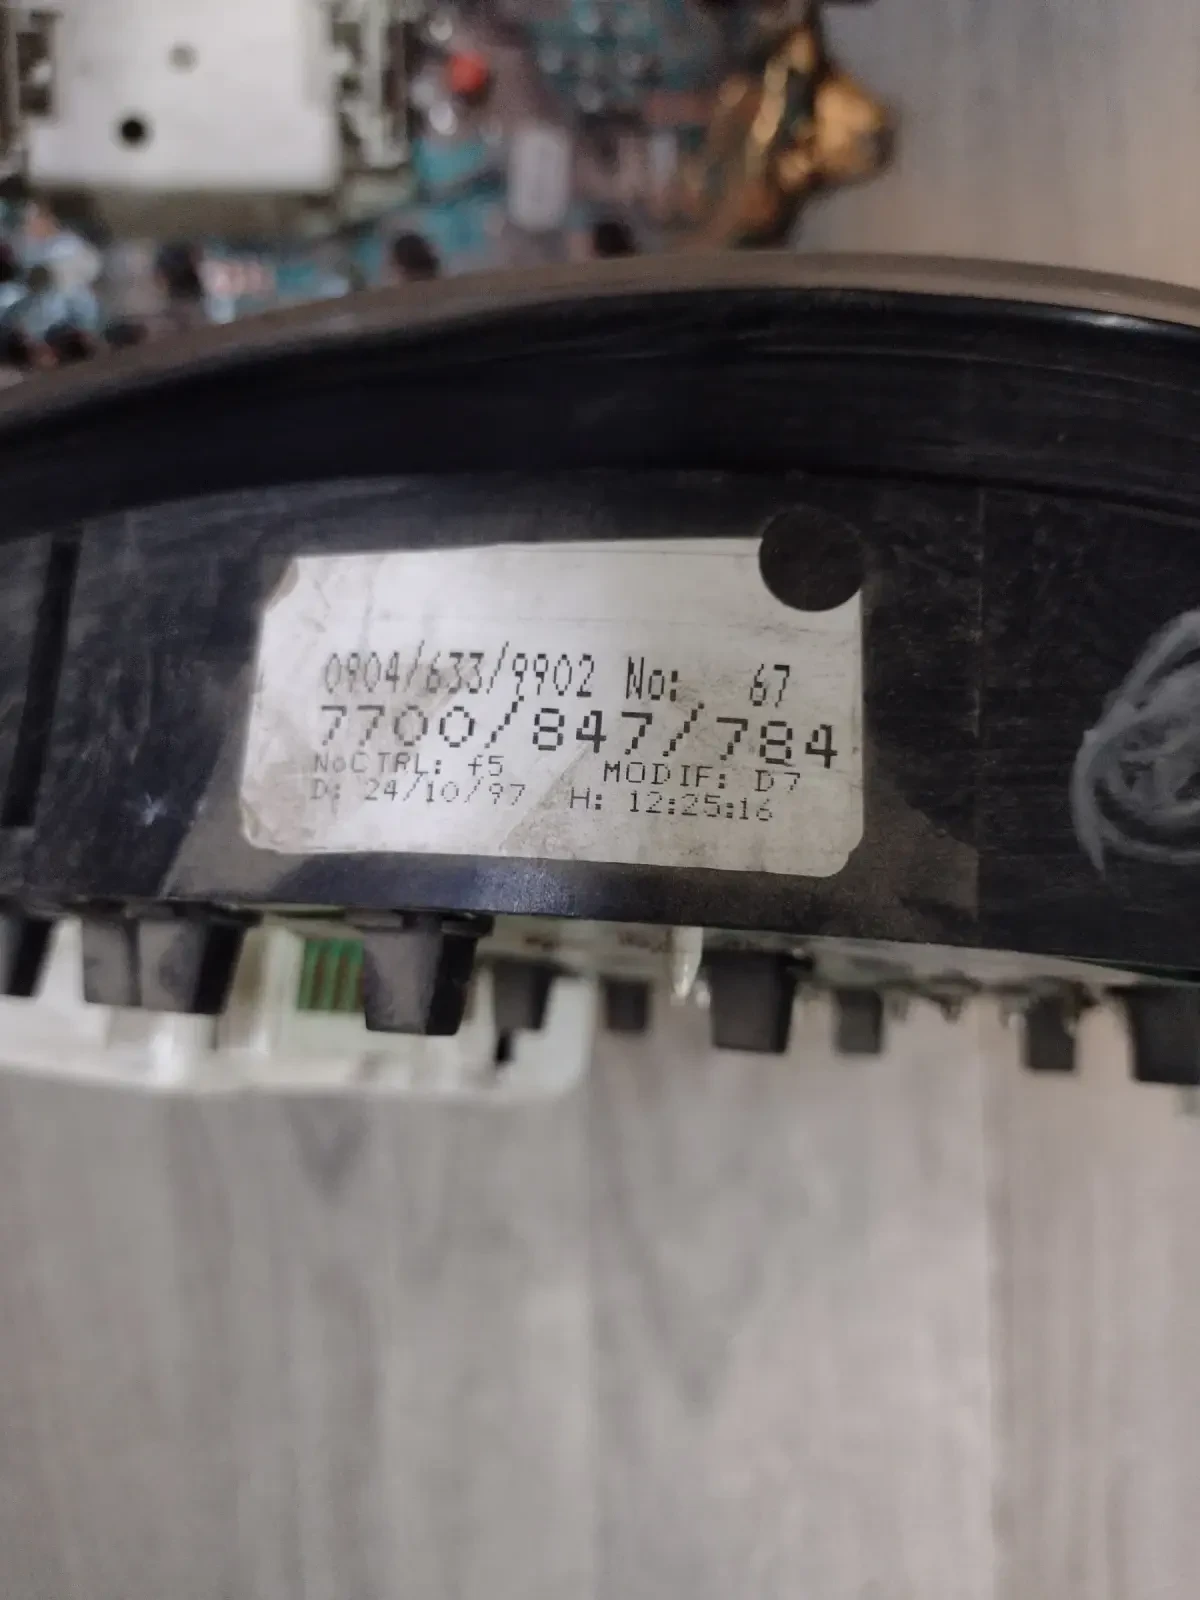 0904/633/9902 No: 67
7700/847/784
NoCTRL: f5 MODIF: D7
D: 24/10/97 H: 12:25:16